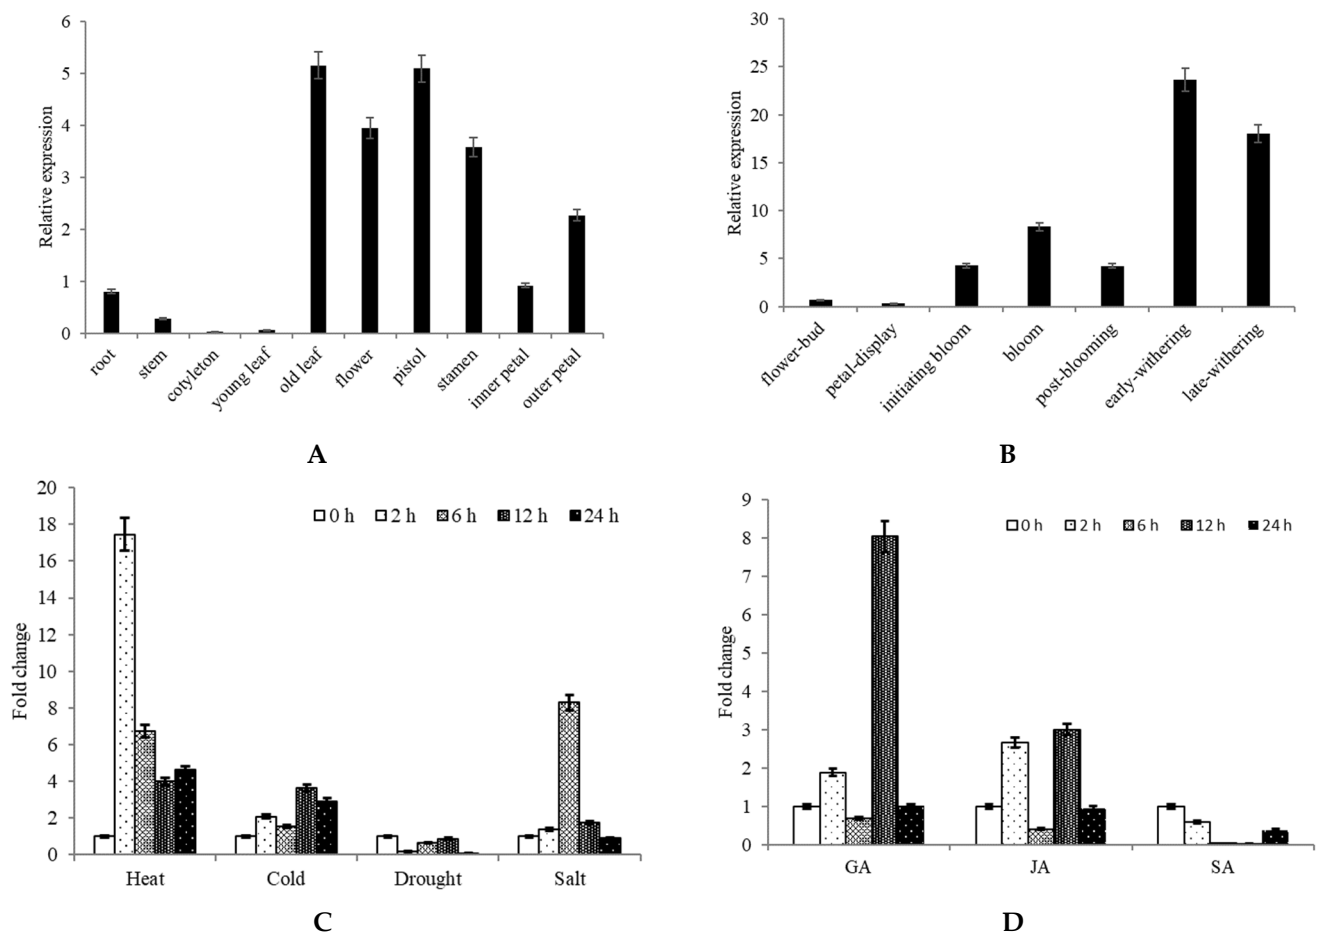 6
5
4
3
2
1
0
Relative expression
root
stem
cotyleton
young leaf
old leaf
flower
pistol
stamen
inner petal
outer petal
A
30
25
20
15
10
5
0
Relative expression
flower-bud
petal-display
initiating bloom
bloom
post-blooming
early-withering
late-withering
B
20
18
16
14
12
10
8
6
4
2
0
Fold change
0 h 2 h 6 h 12 h 24 h
Heat Cold Drought Salt
C
9
8
7
6
5
4
3
2
1
0
Fold change
0 h 2 h 6 h 12 h 24 h
GA JA SA
D